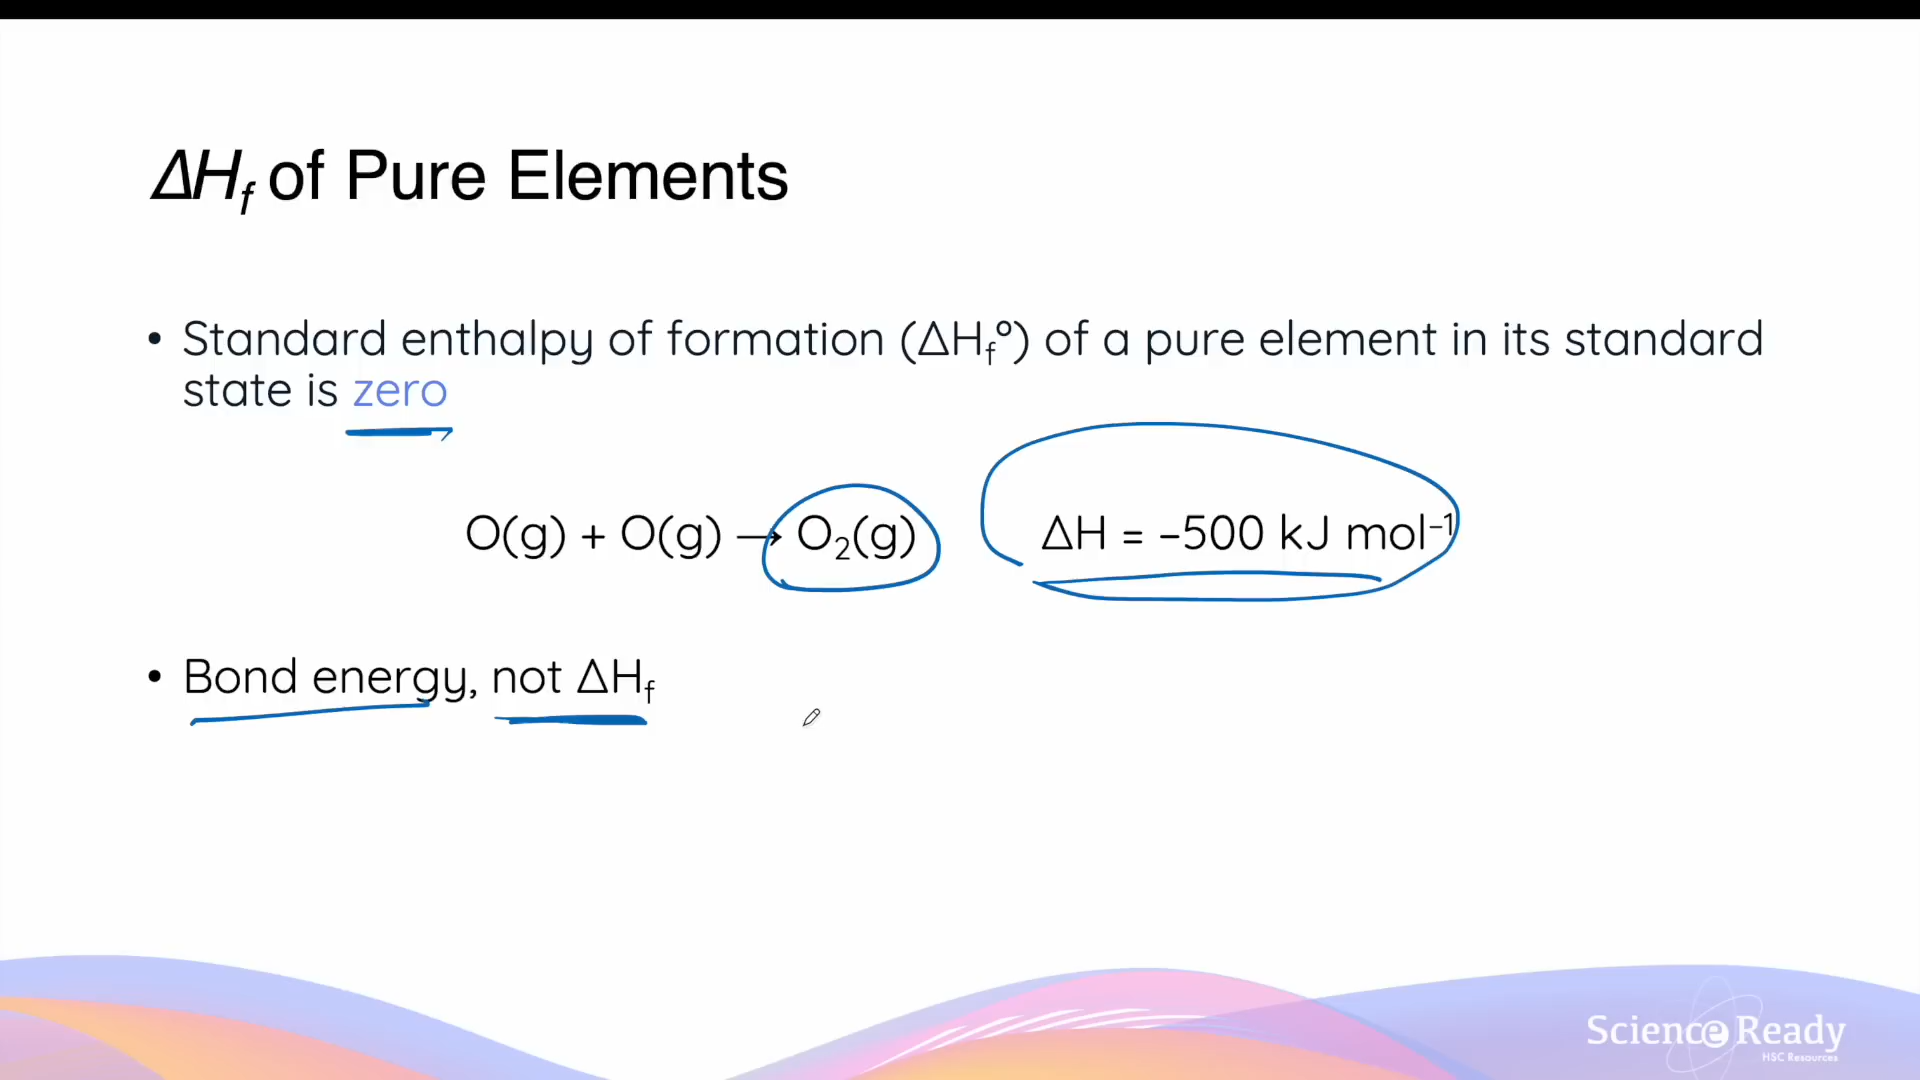 ΔHf of Pure Elements
• Standard enthalpy of formation (ΔHf°) of a pure element in its standard
state is zero
O(g) + O(g) → O₂(g) ΔH = –500 kJ mol⁻¹
• Bond energy, not ΔHf
Science Ready
HSC Resources